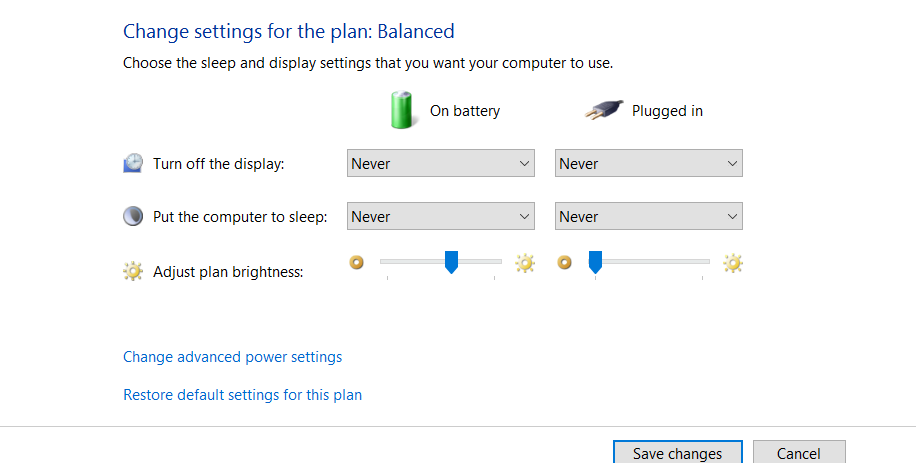 Change settings for the plan: Balanced
Choose the sleep and display settings that you want your computer to use.
On battery
Plugged in
Turn off the display:
Never
Never
Put the computer to sleep:
Never
Never
Adjust plan brightness:
Change advanced power settings
Restore default settings for this plan
Save changes
Cancel